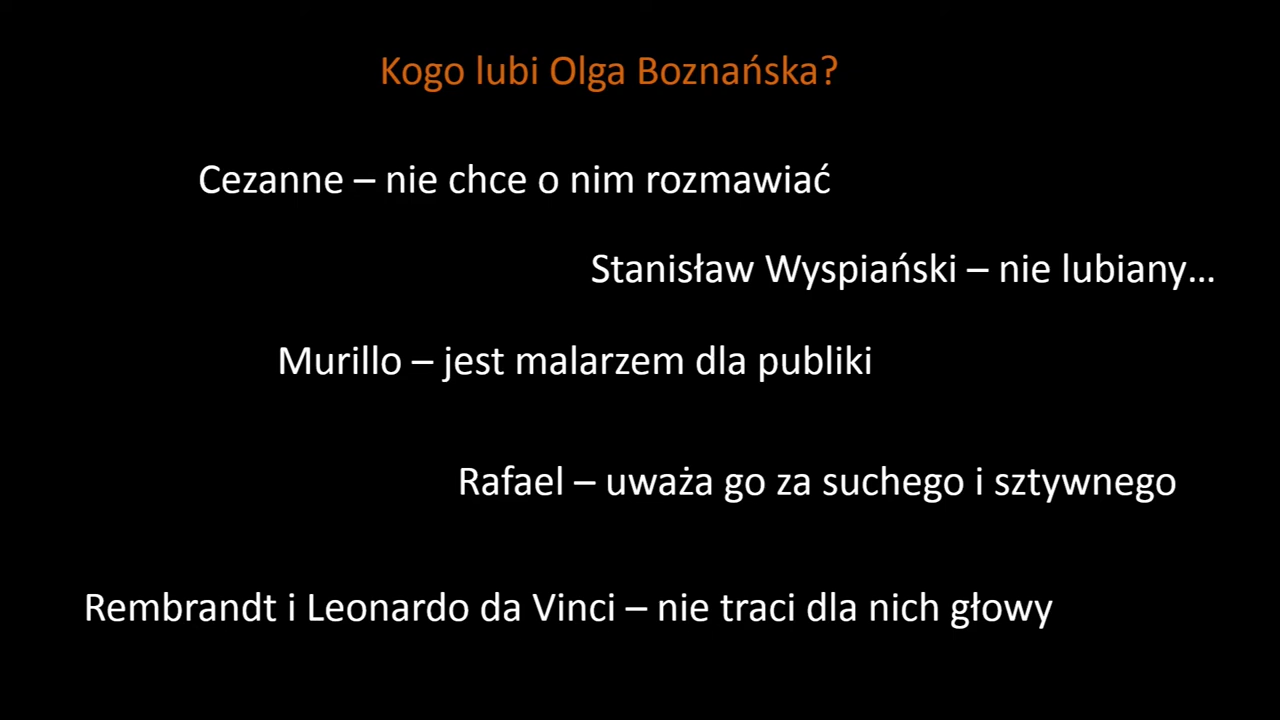 Kogo lubi Olga Boznańska?
Cezanne – nie chce o nim rozmawiać
Stanisław Wyspiański – nie lubiany…
Murillo – jest malarzem dla publiki
Rafael – uważa go za suchego i sztywnego
Rembrandt i Leonardo da Vinci – nie traci dla nich głowy